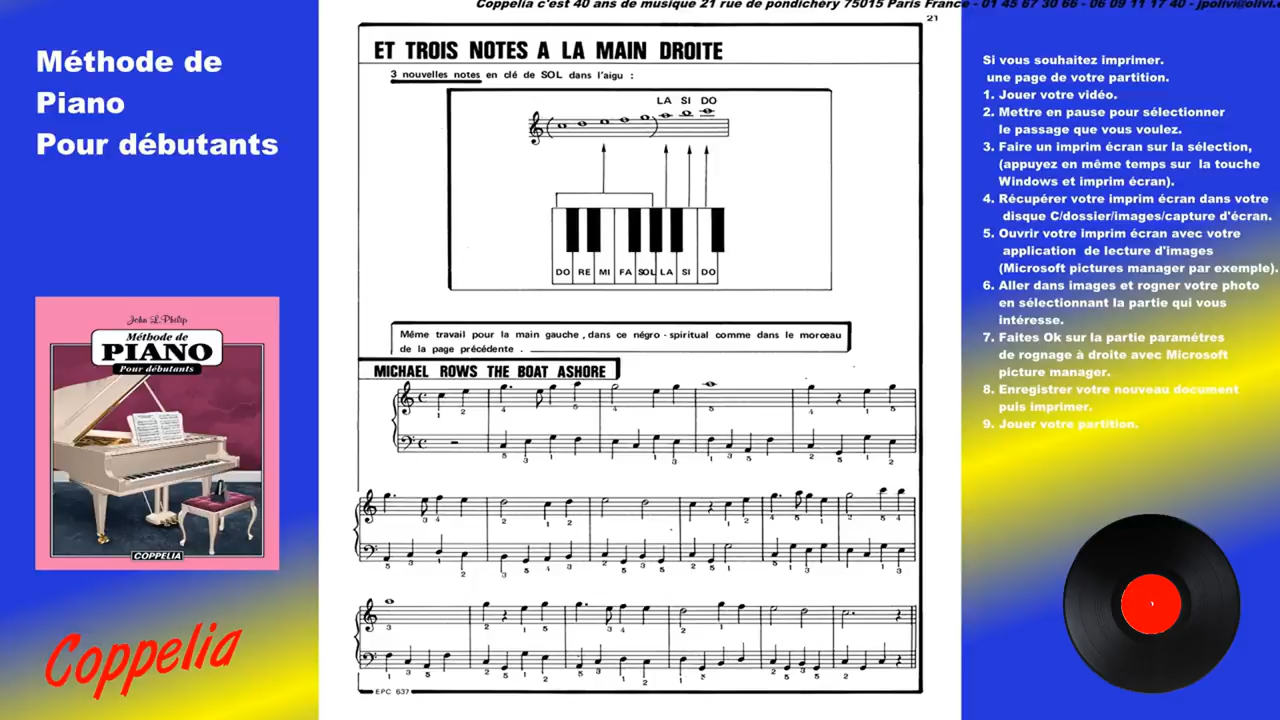 Coppelia c'est 40 ans de musique 21 rue de pondichéry 75015 Paris France - 01 45 67 30 66 - 06 09 11 17 40 - jpolivi@olivi.
21
Méthode de
Piano
Pour débutants
John L. Philip
Méthode de
PIANO
Pour débutants
COPPELIA
Coppelia
ET TROIS NOTES A LA MAIN DROITE
3 nouvelles notes en clé de SOL dans l'aigu :
LA SI DO
DO RE MI FA SOL LA SI DO
Même travail pour la main gauche, dans ce négro-spiritual comme dans le morceau
de la page précédente .
MICHAEL ROWS THE BOAT ASHORE
EPC 637
Si vous souhaitez imprimer.
une page de votre partition.
1. Jouer votre vidéo.
2. Mettre en pause pour sélectionner
le passage que vous voulez.
3. Faire un imprim écran sur la sélection,
(appuyez en même temps sur la touche
Windows et imprim écran).
4. Récupérer votre imprim écran dans votre
disque C/dossier/images/capture d'écran.
5. Ouvrir votre imprim écran avec votre
application de lecture d'images
(Microsoft pictures manager par exemple).
6. Aller dans images et rogner votre photo
en sélectionnant la partie qui vous
intéresse.
7. Faites Ok sur la partie paramétres
de rognage à droite avec Microsoft
picture manager.
8. Enregistrer votre nouveau document
puis imprimer.
9. Jouer votre partition.